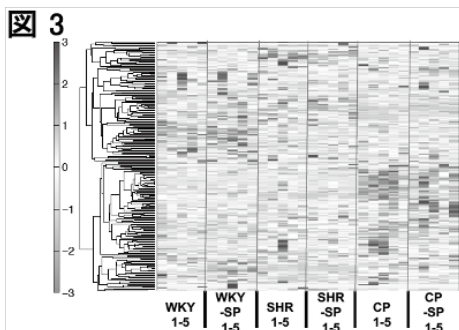 図 3
3
2
1
0
−1
−2
−3
WKY 1-5
WKY -SP 1-5
SHR 1-5
SHR -SP 1-5
CP 1-5
CP -SP 1-5